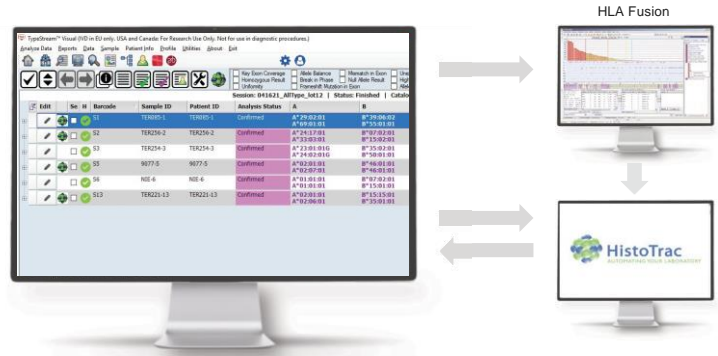 HLA Fusion
TypeStream™ Visual (IVD in EU only. USA and Canada: For Research Use Only. Not for use in diagnostic procedures.)
Analyse Data Reports Data Sample Patient Info Profile Utilities About Exit
Key Exon Coverage Allele Balance Mismatch in Exon
Homozygous Result Break in Phase Null Allele Result
Uniformity Frameshift Mutation in Exon
Session: 041621_AllType_lot12 | Status: Finished | Catalo
Edit Se H Barcode Sample ID Patient ID Analysis Status A B
S1 TER085-1 TER085-1 Confirmed A*29:02:01 B*39:06:02
A*69:01:01 B*55:01:01
S2 TER256-2 TER256-2 Confirmed A*24:17:01 B*07:02:01
A*33:03:01 B*15:02:01
S3 TER254-3 TER254-3 Confirmed A*23:01:01G B*35:02:01
A*24:02:01G B*58:01:01
S5 9077-5 9077-5 Confirmed A*02:01:01 B*46:01:01
A*02:07:01 B*46:01:01
S6 NIE-6 NIE-6 Confirmed A*01:01:01 B*07:02:01
A*01:01:01 B*15:01:01
S13 TER221-13 TER221-13 Confirmed A*02:01:01 B*15:15:01
A*02:06:01 B*35:01:01
HistoTrac
AUTOMATING YOUR LABORATORY